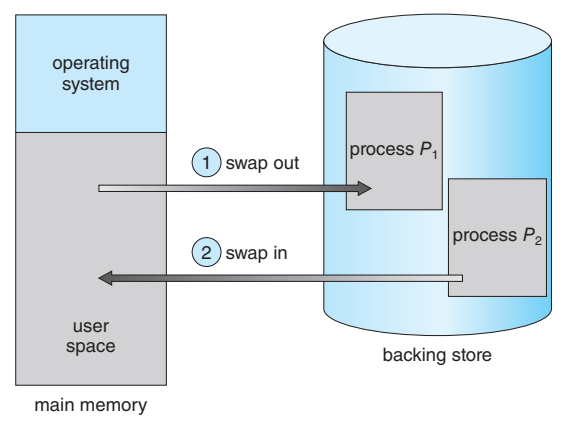 operating
system
1 swap out
process P1
2 swap in
process P2
user
space
backing store
main memory